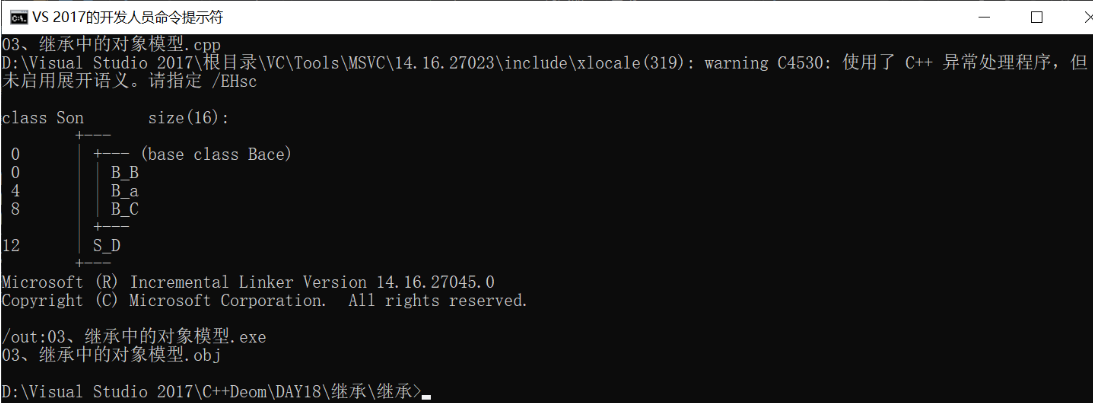 VS 2017的开发人员命令提示符
03、继承中的对象模型.cpp
D:\Visual Studio 2017\根目录\VC\Tools\MSVC\14.16.27023\include\xlocale(319): warning C4530: 使用了 C++ 异常处理程序，但
未启用展开语义。请指定 /EHsc
class Son size(16):
+---
0 | +--- (base class Bace)
0 | | B_B
4 | | B_a
8 | | B_C
| +---
12 | S_D
+---
Microsoft (R) Incremental Linker Version 14.16.27045.0
Copyright (C) Microsoft Corporation. All rights reserved.
/out:03、继承中的对象模型.exe
03、继承中的对象模型.obj
D:\Visual Studio 2017\C++Deom\DAY18\继承\继承>